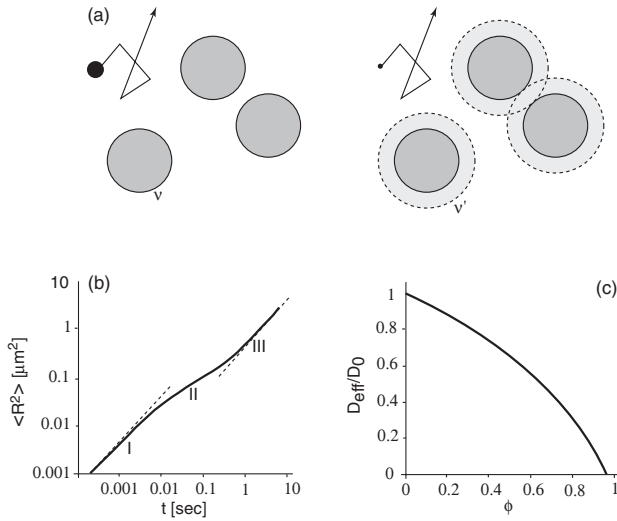 (a)
ν
ν'
(b)
<R²> [μm²]
10
1
0.1
0.01
0.001
I
II
III
0.001 0.01 0.1 1 10
t [sec]
(c)
Deff/D0
1
0.8
0.6
0.4
0.2
0
0 0.2 0.4 0.6 0.8 1
ϕ